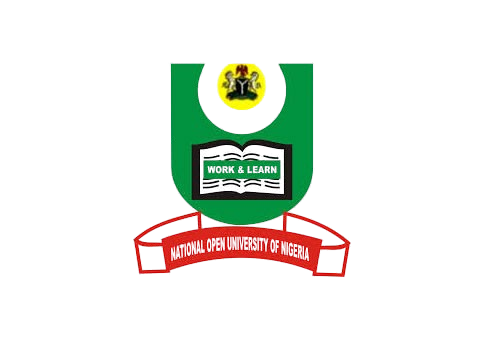 WORK & LEARN
NATIONAL OPEN UNIVERSITY OF NIGERIA